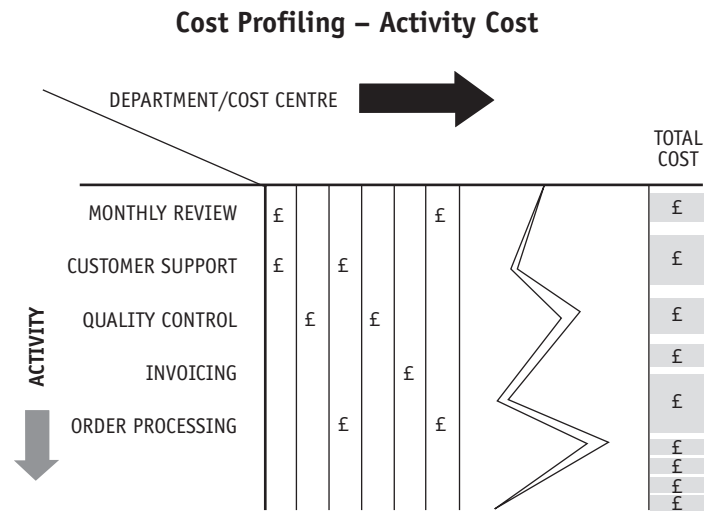 Cost Profiling – Activity Cost
DEPARTMENT/COST CENTRE
TOTAL
COST
MONTHLY REVIEW £ £ £
CUSTOMER SUPPORT £ £ £
QUALITY CONTROL £ £ £
INVOICING £ £
ORDER PROCESSING £ £ £
£
£
£
£
ACTIVITY